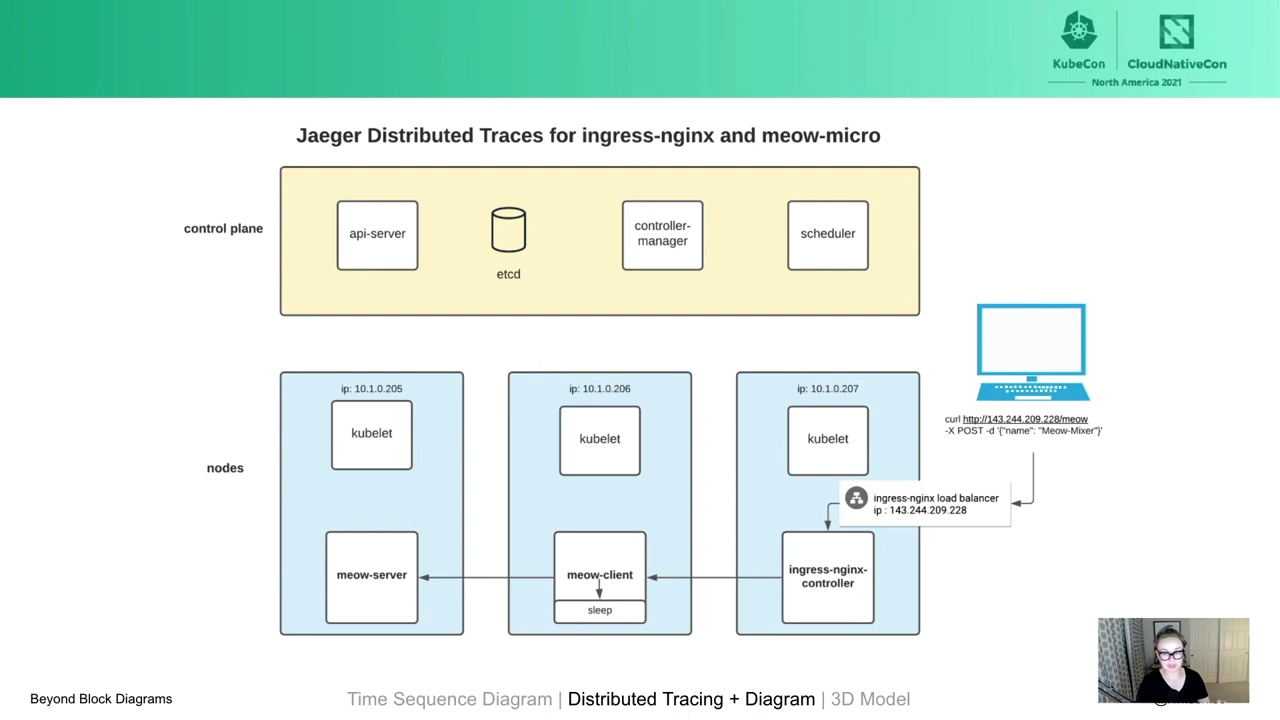 KubeCon
CloudNativeCon
North America 2021
Jaeger Distributed Traces for ingress-nginx and meow-micro
control plane
api-server
etcd
controller-
manager
scheduler
nodes
ip: 10.1.0.205
kubelet
meow-server
ip: 10.1.0.206
kubelet
meow-client
sleep
ip: 10.1.0.207
kubelet
ingress-nginx-
controller
curl http://143.244.209.228/meow
-X POST -d '{"name": "Meow-Mixer"}'
ingress-nginx load balancer
ip : 143.244.209.228
Beyond Block Diagrams
Time Sequence Diagram | Distributed Tracing + Diagram | 3D Model